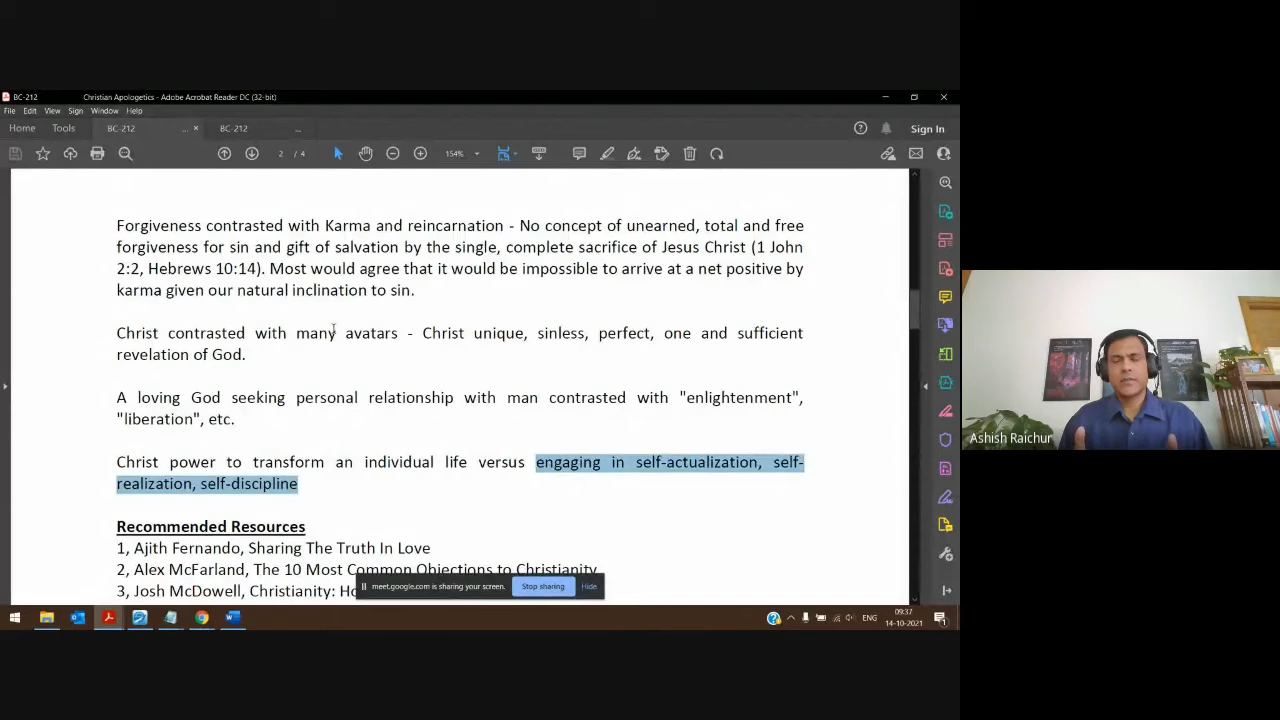 BC-212 Christian Apologetics - Adobe Acrobat Reader DC (32-bit)
File Edit View Sign Window Help
Home Tools BC-212 ... × BC-212 ...
Sign In
2 / 4 154%
Forgiveness contrasted with Karma and reincarnation - No concept of unearned, total and free
forgiveness for sin and gift of salvation by the single, complete sacrifice of Jesus Christ (1 John
2:2, Hebrews 10:14). Most would agree that it would be impossible to arrive at a net positive by
karma given our natural inclination to sin.
Christ contrasted with many avatars - Christ unique, sinless, perfect, one and sufficient
revelation of God.
A loving God seeking personal relationship with man contrasted with "enlightenment",
"liberation", etc.
Christ power to transform an individual life versus engaging in self-actualization, self-
realization, self-discipline
Recommended Resources
1, Ajith Fernando, Sharing The Truth In Love
2, Alex McFarland, The 10 Most Common Objections to Christianity
3, Josh McDowell, Christianity: Ho
meet.google.com is sharing your screen. Stop sharing Hide
ENG
09:37
14-10-2021
Ashish Raichur